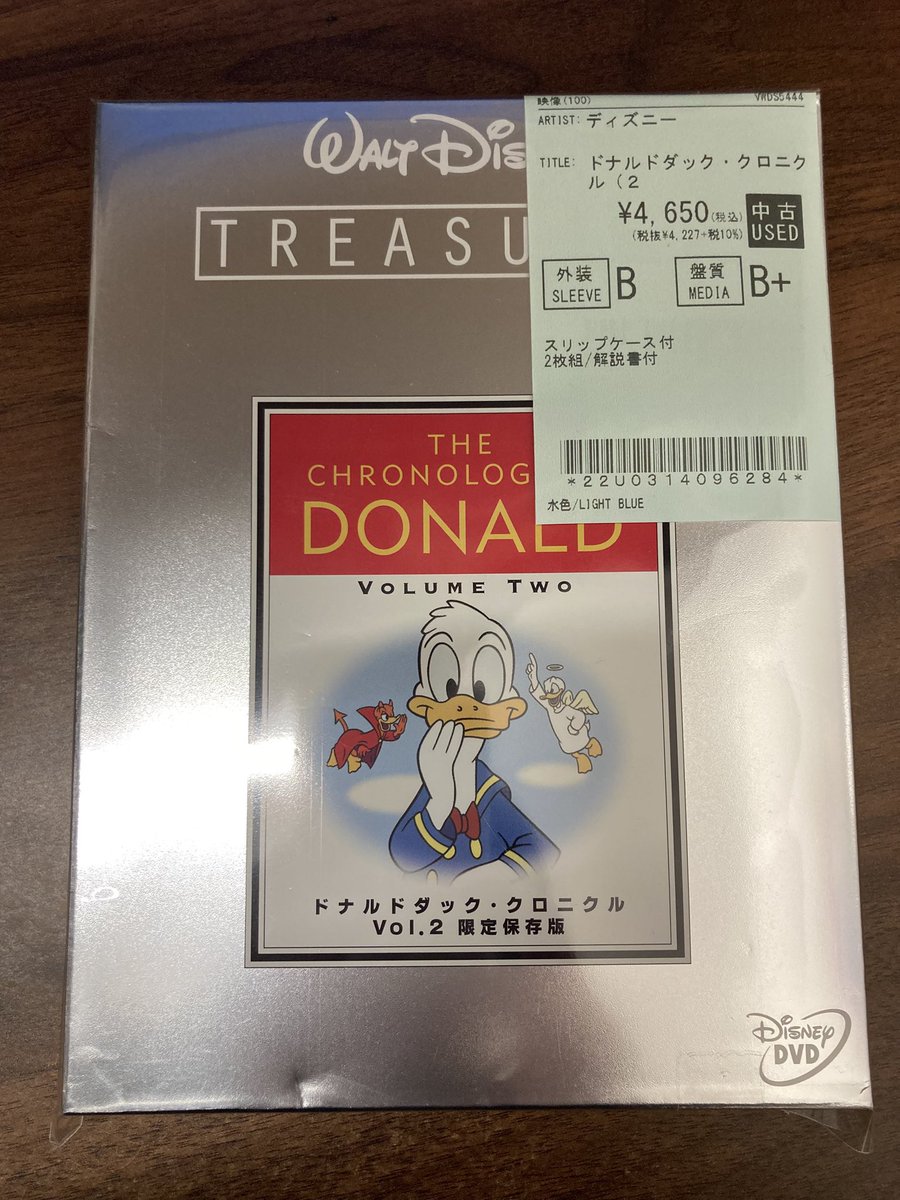 WALT DIS
TREASU
THE
CHRONOLOG
DONALD
VOLUME TWO
ドナルドダック・クロニクル
Vol.2 限定保存版
DISNEY
DVD
映像(100) VWDS5444
ARTIST: ディズニー
TITLE: ドナルドダック・クロニク
ル (2
¥4,650(税込)
(税抜¥4,227+税10%)
中古
USED
外装
SLEEVE
B
盤質
MEDIA
B+
スリップケース付
2枚組/解説書付
*22U0314096284*
水色/LIGHT BLUE